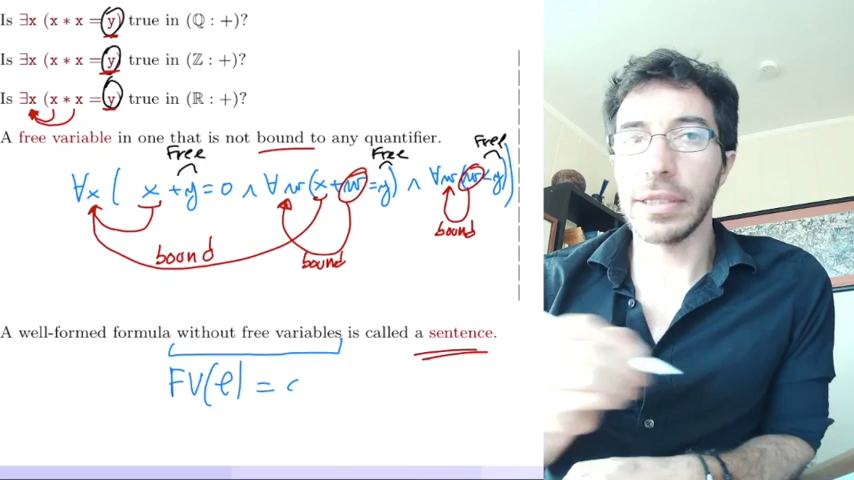 Is ∃x (x ∗ x = y) true in (ℚ : +)?
Is ∃x (x ∗ x = y) true in (ℤ : +)?
Is ∃x (x ∗ x = y) true in (ℝ : +)?
A free variable in one that is not bound to any quantifier.
Free Free Free
∀x ( x + y = 0 ∧ ∀w (x + w = y) ∧ ∀w (w < y) )
bound bound bound
A well-formed formula without free variables is called a sentence.
FV(φ) =